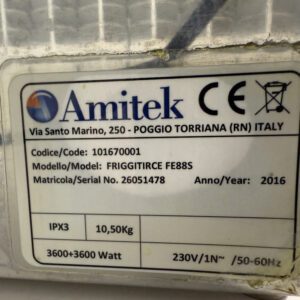 Amitek CE
Via Santo Marino, 250 - POGGIO TORRIANA (RN) ITALY
Codice/Code: 101670001
Modello/Model: FRIGGITIRCE FE88S
Matricola/Serial No. 26051478 Anno/Year: 2016
IPX3 10,50Kg
3600+3600 Watt 230V/1N~ /50-60Hz